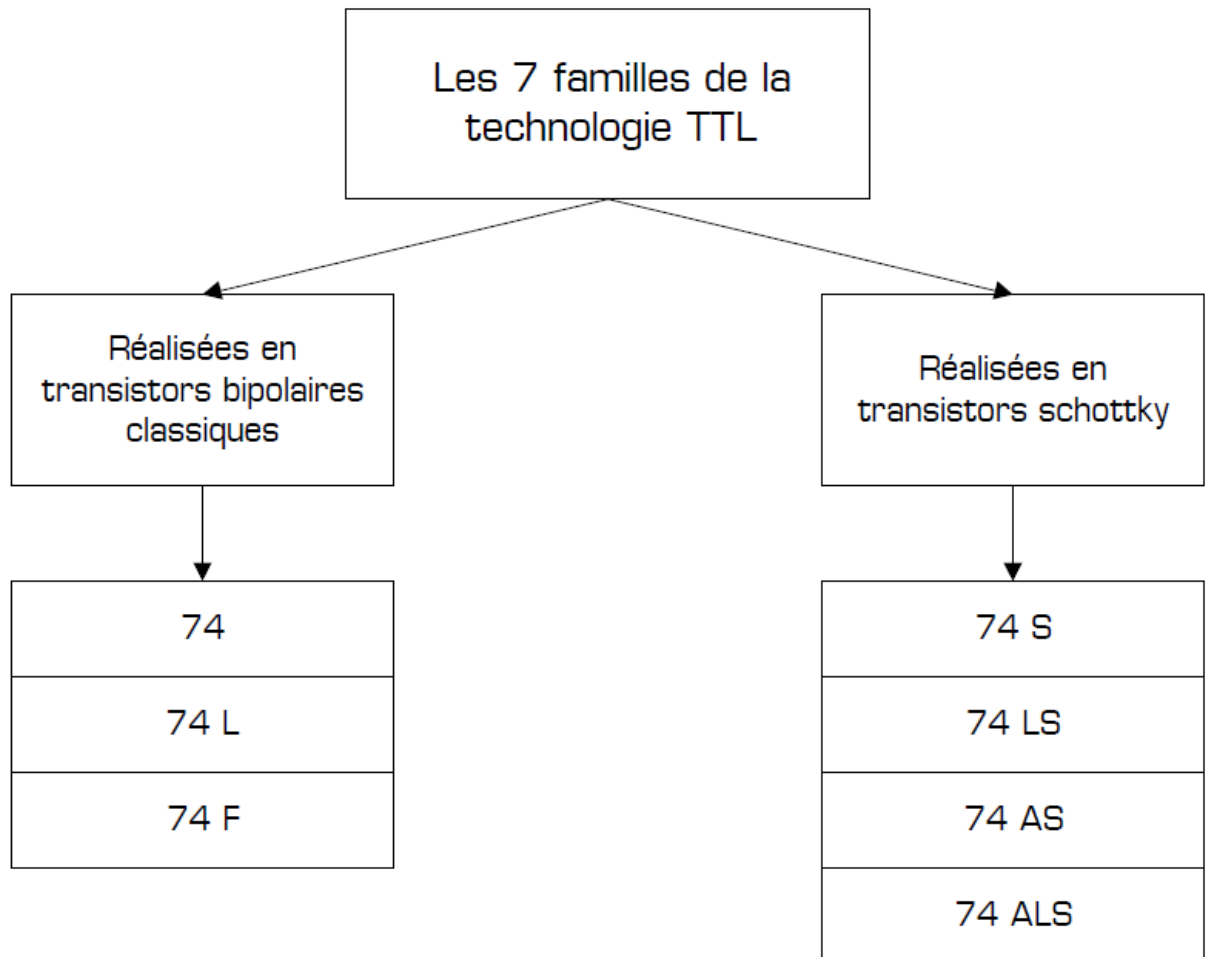 Les 7 familles de la
technologie TTL
Réalisées en
transistors bipolaires
classiques
Réalisées en
transistors schottky
74
74 L
74 F
74 S
74 LS
74 AS
74 ALS